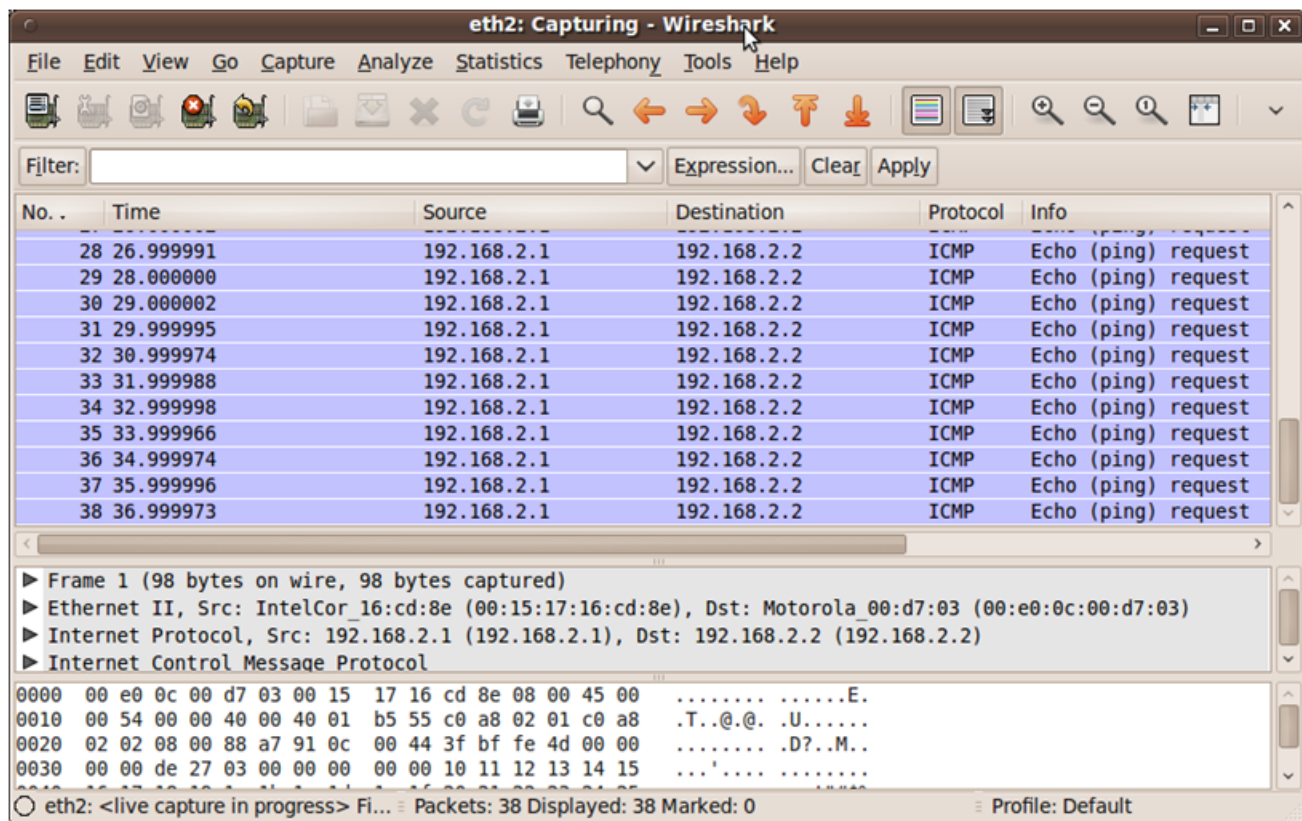 eth2: Capturing - Wireshark
File Edit View Go Capture Analyze Statistics Telephony Tools Help
Filter: Expression... Clear Apply
No. . Time Source Destination Protocol Info
28 26.999991 192.168.2.1 192.168.2.2 ICMP Echo (ping) request
29 28.000000 192.168.2.1 192.168.2.2 ICMP Echo (ping) request
30 29.000002 192.168.2.1 192.168.2.2 ICMP Echo (ping) request
31 29.999995 192.168.2.1 192.168.2.2 ICMP Echo (ping) request
32 30.999974 192.168.2.1 192.168.2.2 ICMP Echo (ping) request
33 31.999988 192.168.2.1 192.168.2.2 ICMP Echo (ping) request
34 32.999998 192.168.2.1 192.168.2.2 ICMP Echo (ping) request
35 33.999966 192.168.2.1 192.168.2.2 ICMP Echo (ping) request
36 34.999974 192.168.2.1 192.168.2.2 ICMP Echo (ping) request
37 35.999996 192.168.2.1 192.168.2.2 ICMP Echo (ping) request
38 36.999973 192.168.2.1 192.168.2.2 ICMP Echo (ping) request
Frame 1 (98 bytes on wire, 98 bytes captured)
Ethernet II, Src: IntelCor_16:cd:8e (00:15:17:16:cd:8e), Dst: Motorola_00:d7:03 (00:e0:0c:00:d7:03)
Internet Protocol, Src: 192.168.2.1 (192.168.2.1), Dst: 192.168.2.2 (192.168.2.2)
Internet Control Message Protocol
0000 00 e0 0c 00 d7 03 00 15 17 16 cd 8e 08 00 45 00 ........ ......E.
0010 00 54 00 00 40 00 40 01 b5 55 c0 a8 02 01 c0 a8 .T..@.@. .U......
0020 02 02 08 00 88 a7 91 0c 00 44 3f bf fe 4d 00 00 ........ .D?..M..
0030 00 00 de 27 03 00 00 00 00 00 10 11 12 13 14 15 ...'.... ........
eth2: <live capture in progress> Fi... Packets: 38 Displayed: 38 Marked: 0 Profile: Default